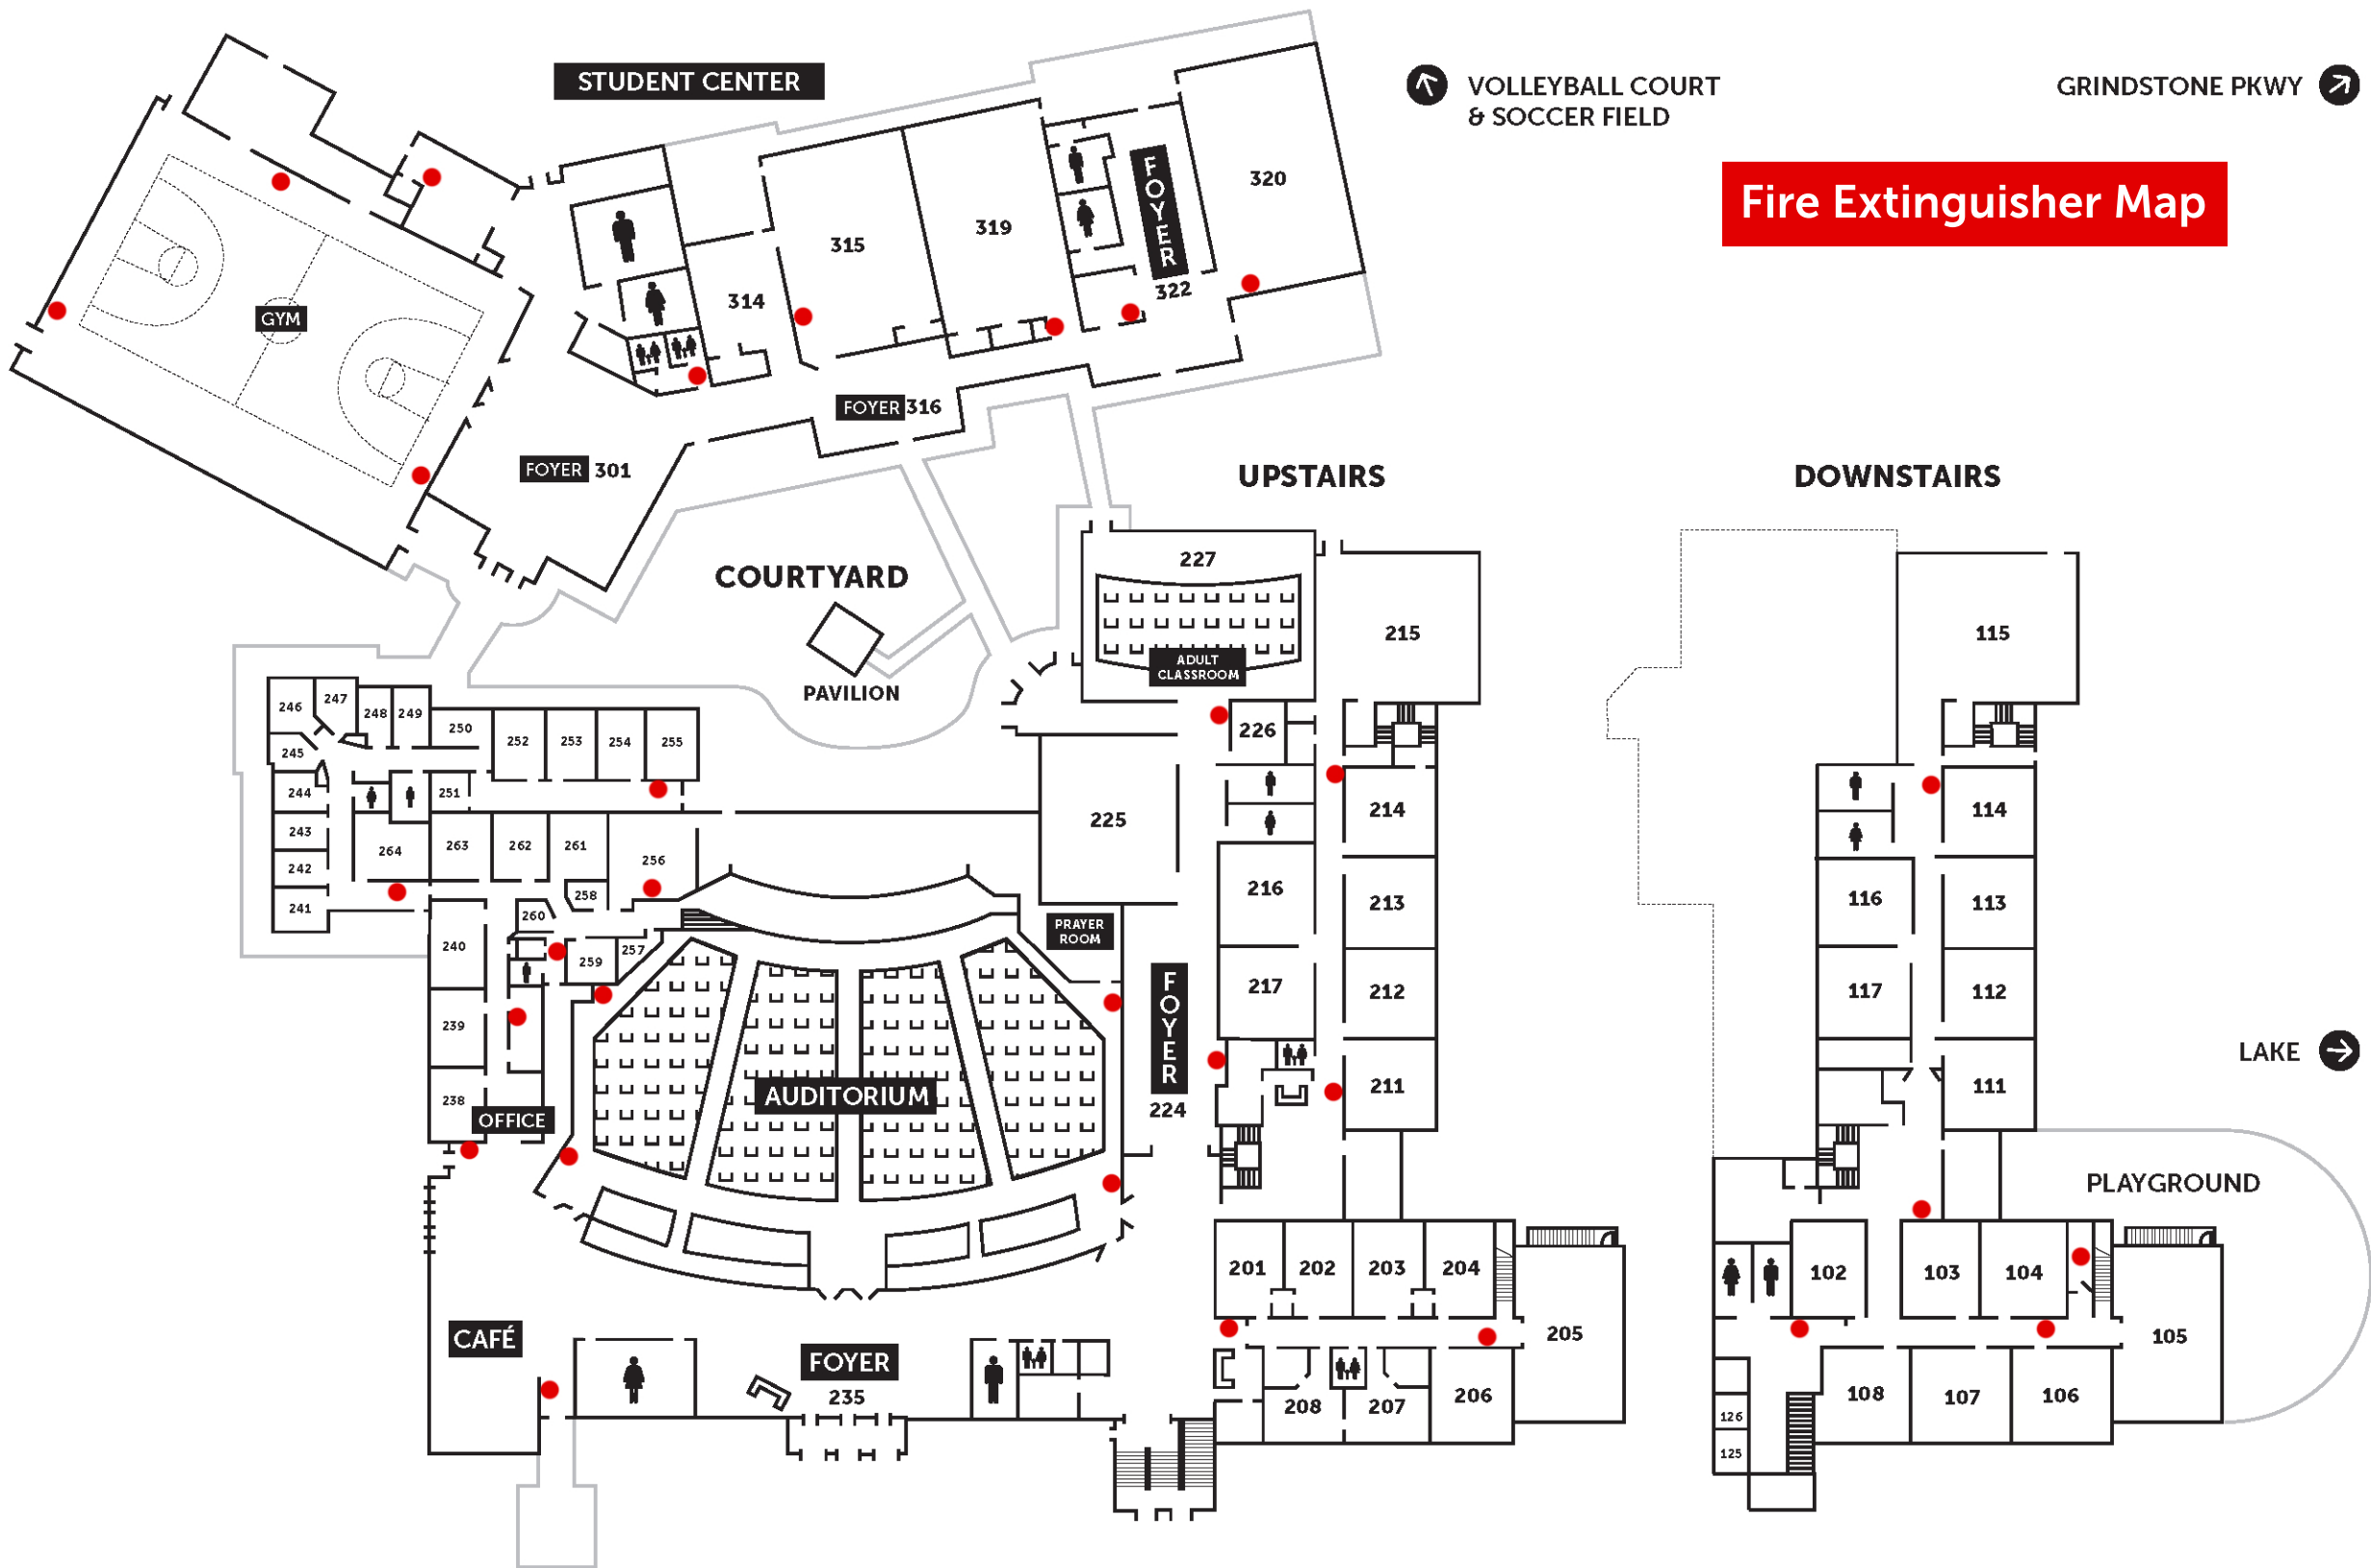 STUDENT CENTER
VOLLEYBALL COURT
& SOCCER FIELD
GRINDSTONE PKWY
Fire Extinguisher Map
FOYER
320
319
315
322
314
GYM
FOYER 316
FOYER 301
UPSTAIRS
DOWNSTAIRS
COURTYARD
PAVILION
227
ADULT
CLASSROOM
215
115
246
247
248
249
250
245
252
253
254
255
226
244
251
243
264
263
262
261
256
242
258
241
260
225
214
114
216
213
116
113
PRAYER
ROOM
240
259
257
217
212
117
112
239
FOYER
224
LAKE
238
OFFICE
AUDITORIUM
211
111
PLAYGROUND
201
202
203
204
205
102
103
104
105
CAFÉ
FOYER
235
208
207
206
108
107
106
126
125